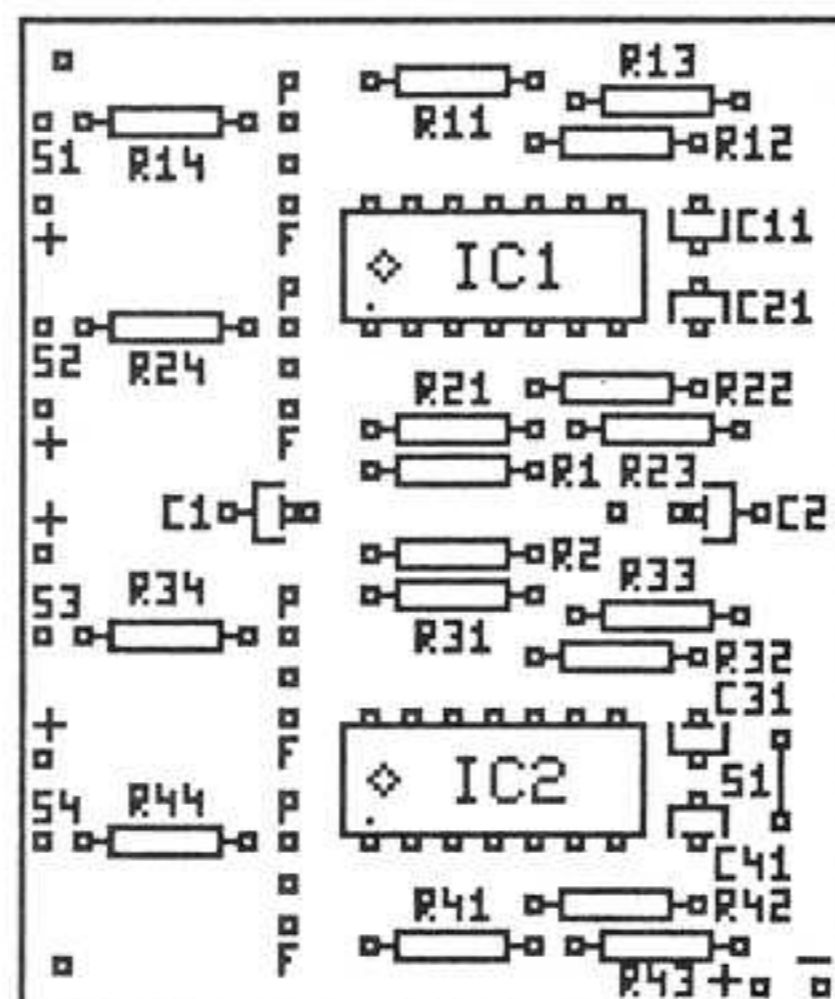 R13
P
R11
R12
S1
R14
+
F
IC1
C11
P
C21
S2
R24
R21
R22
+
F
R1
R23
C1
C2
+
R2
S3
R34
P
R33
R31
R32
C31
+
F
IC2
S1
S4
R44
P
C41
R41
R42
F
R43
+
-